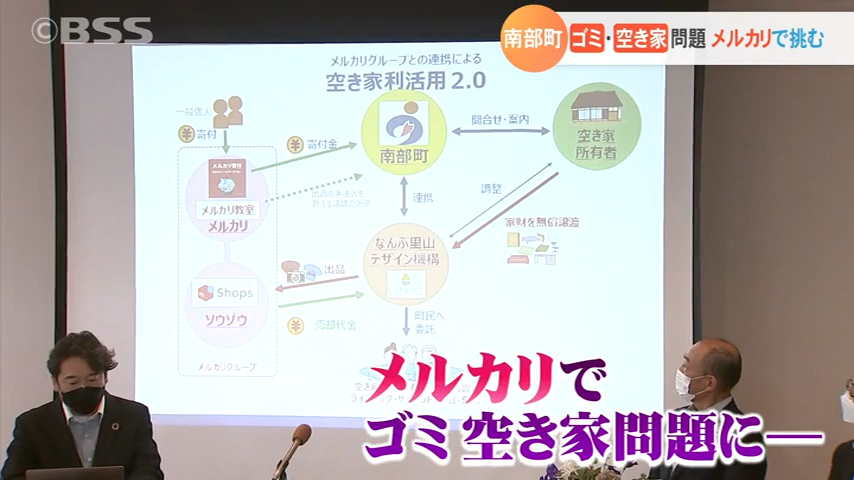 ©BSS
南部町 ゴミ・空き家問題 メルカリで挑む
メルカリグループとの連携による
空き家利活用2.0
一般個人
寄付
寄付金
南部町
問合せ・案内
空き家
所有者
メルカリ寄付
メルカリ教室
メルカリ
連携
調整
家財を無償譲渡
なんぶ里山
デザイン機構
出品
Shops
ソウゾウ
売却代金
メルカリグループ
町民へ
委託
メルカリで
ゴミ空き家問題に―